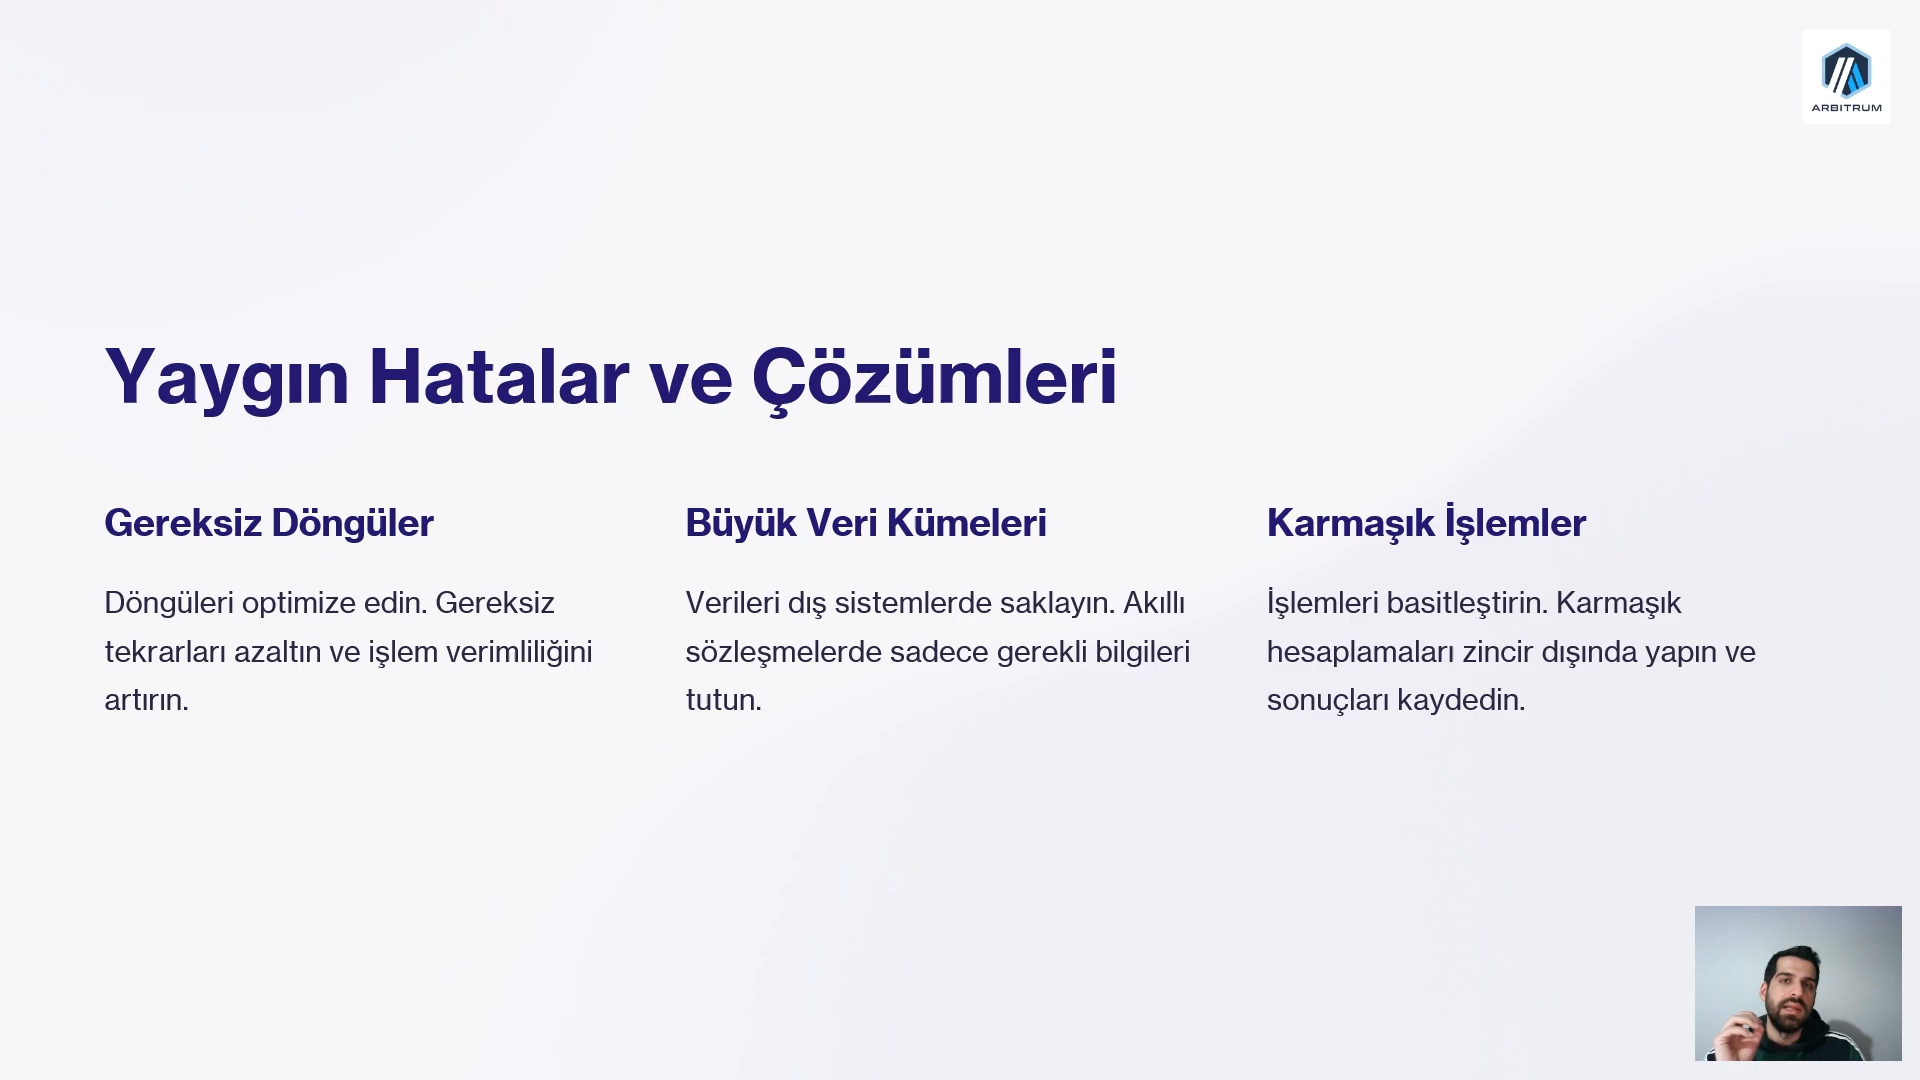 ARBITRUM
Yaygın Hatalar ve Çözümleri
Gereksiz Döngüler
Döngüleri optimize edin. Gereksiz
tekrarları azaltın ve işlem verimliliğini
artırın.
Büyük Veri Kümeleri
Verileri dış sistemlerde saklayın. Akıllı
sözleşmelerde sadece gerekli bilgileri
tutun.
Karmaşık İşlemler
İşlemleri basitleştirin. Karmaşık
hesaplamaları zincir dışında yapın ve
sonuçları kaydedin.